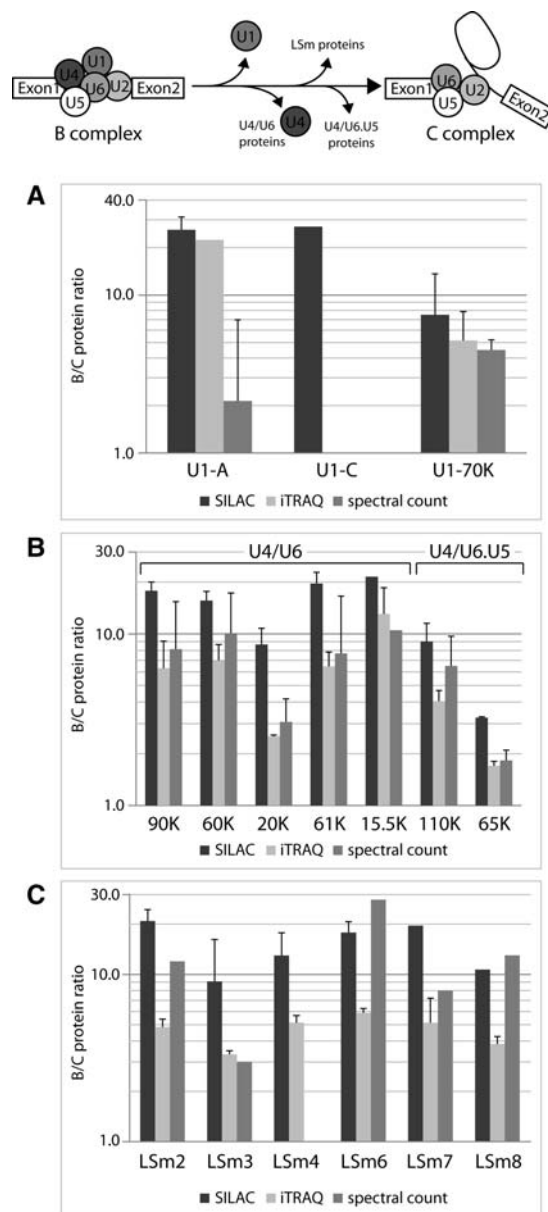 U1
LSm proteins
U1
U4
U6
U2
Exon1
Exon2
U5
B complex
U4/U6
proteins
U4
U4/U6.U5
proteins
Exon1
U6
U2
U5
Exon2
C complex
A
40.0
10.0
1.0
B/C protein ratio
U1-A U1-C U1-70K
SILAC iTRAQ spectral count
B
U4/U6 U4/U6.U5
30.0
10.0
1.0
B/C protein ratio
90K 60K 20K 61K 15.5K 110K 65K
SILAC iTRAQ spectral count
C
30.0
10.0
1.0
B/C protein ratio
LSm2 LSm3 LSm4 LSm6 LSm7 LSm8
SILAC iTRAQ spectral count